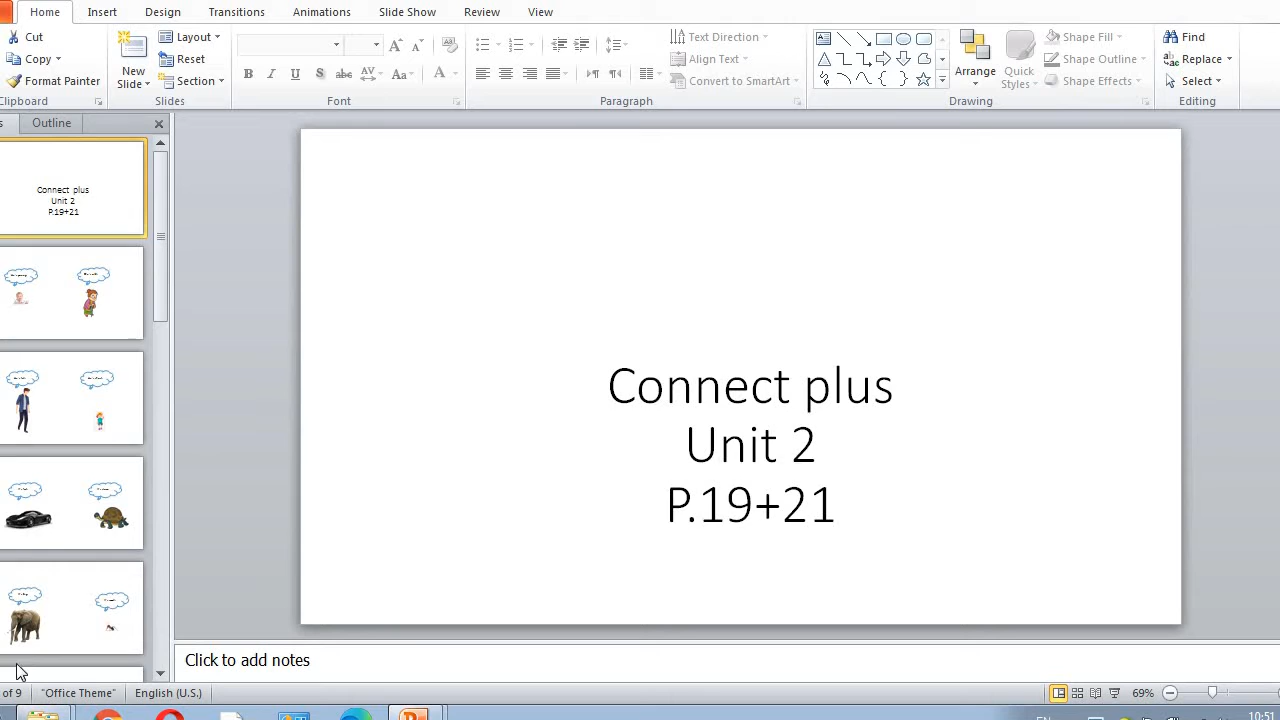 Home Insert Design Transitions Animations Slide Show Review View
Cut
Copy
Format Painter
Clipboard
New
Slide
Layout
Reset
Section
Slides
Font
Text Direction
Align Text
Convert to SmartArt
Paragraph
Arrange
Quick
Styles
Shape Fill
Shape Outline
Shape Effects
Drawing
Find
Replace
Select
Editing
Outline
Connect plus
Unit 2
P.19+21
Connect plus
Unit 2
P.19+21
Click to add notes
of 9 "Office Theme" English (U.S.) 69%
EN 10:51